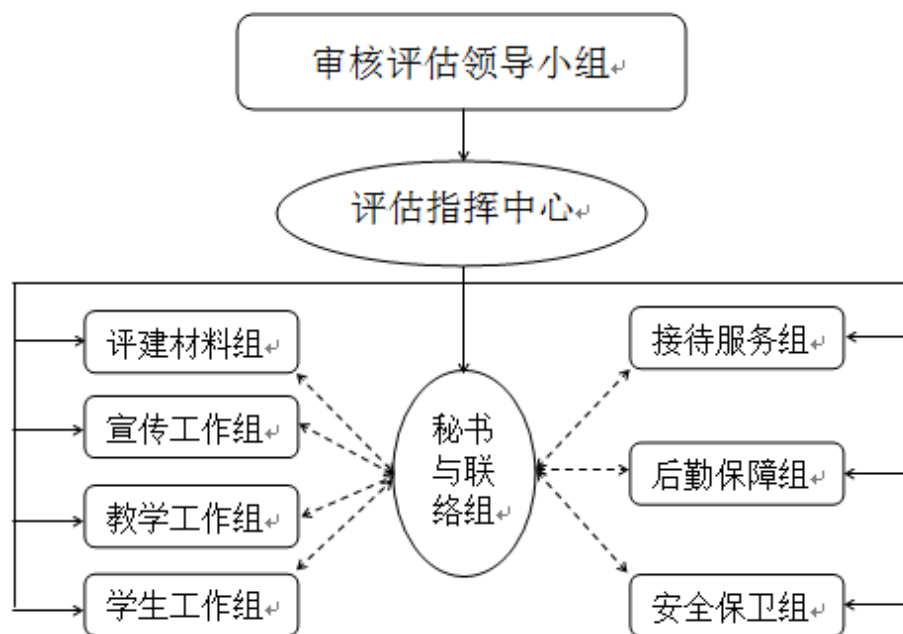 审核评估领导小组
评估指挥中心
评建材料组
宣传工作组
教学工作组
学生工作组
秘书
与联
络组
接待服务组
后勤保障组
安全保卫组